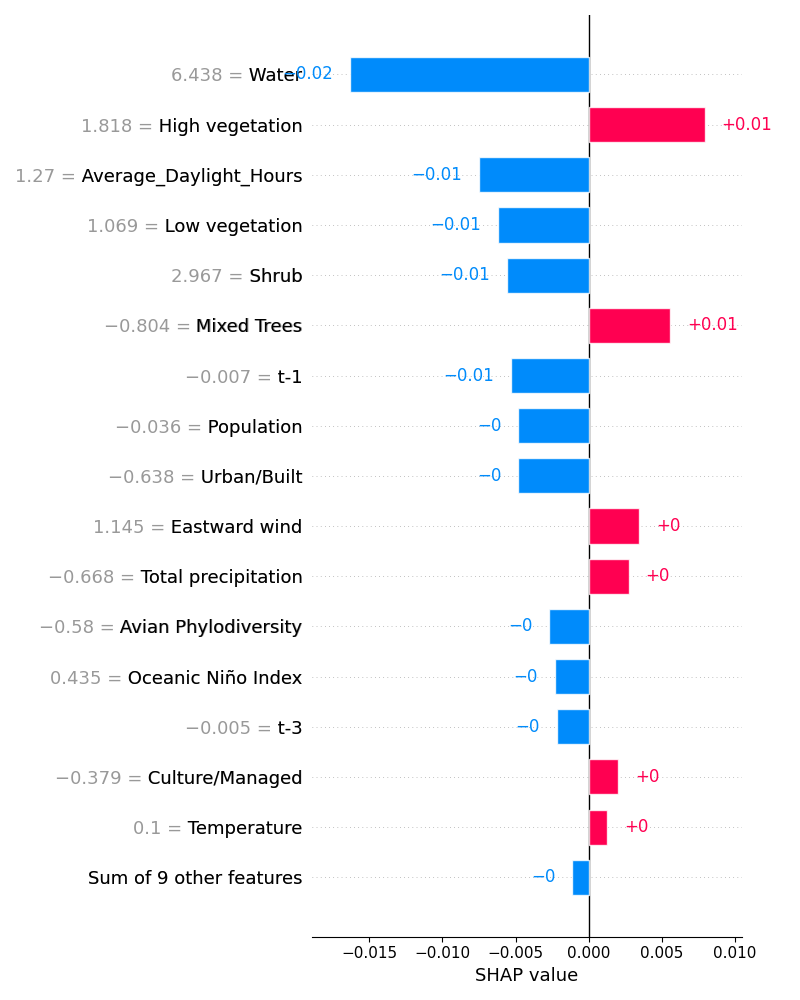 6.438 = Water −0.02
1.818 = High vegetation +0.01
1.27 = Average_Daylight_Hours −0.01
1.069 = Low vegetation −0.01
2.967 = Shrub −0.01
−0.804 = Mixed Trees +0.01
−0.007 = t-1 −0.01
−0.036 = Population −0
−0.638 = Urban/Built −0
1.145 = Eastward wind +0
−0.668 = Total precipitation +0
−0.58 = Avian Phylodiversity −0
0.435 = Oceanic Niño Index −0
−0.005 = t-3 −0
−0.379 = Culture/Managed +0
0.1 = Temperature +0
Sum of 9 other features −0
−0.015 −0.010 −0.005 0.000 0.005 0.010
SHAP value